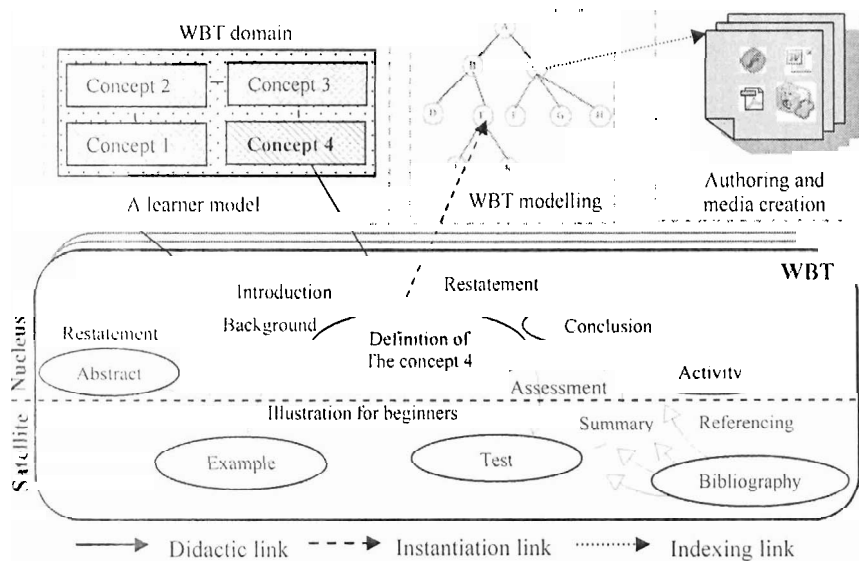 WBT domain
Concept 2
Concept 3
Concept 1
Concept 4
A learner model
A
B
D
E
F
G
H
WBT modelling
Authoring and
media creation
WBT
Introduction
Restatement
Background
Definition of
The concept 4
Conclusion
Restatement
Abstract
Nucleus
Assessment
Activity
Illustration for beginners
Summary
Referencing
Satellite
Example
Test
Bibliography
Didactic link
Instantiation link
Indexing link